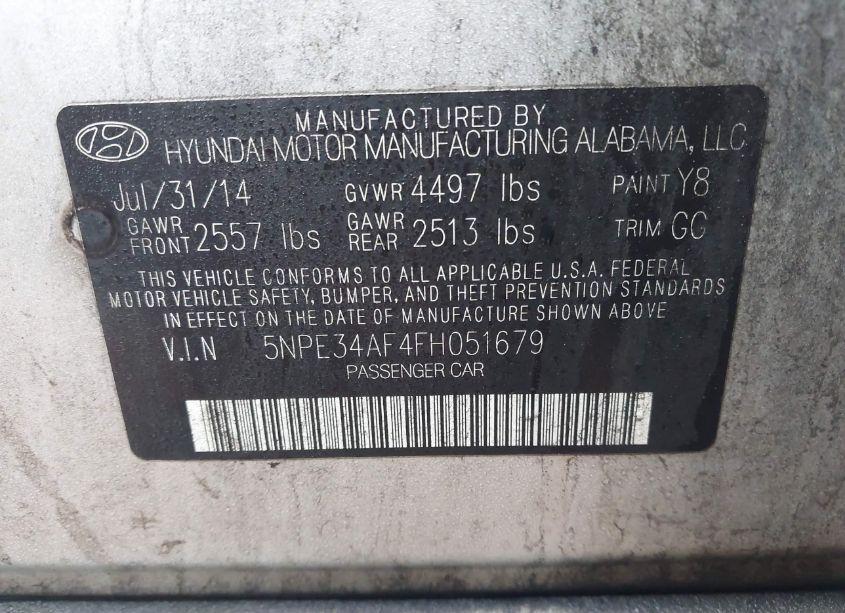 MANUFACTURED BY
HYUNDAI MOTOR MANUFACTURING ALABAMA, LLC
Jul/31/14 GVWR 4497 lbs PAINT Y8
GAWR FRONT 2557 lbs GAWR REAR 2513 lbs TRIM GG
THIS VEHICLE CONFORMS TO ALL APPLICABLE U.S.A. FEDERAL
MOTOR VEHICLE SAFETY, BUMPER, AND THEFT PREVENTION STANDARDS
IN EFFECT ON THE DATE OF MANUFACTURE SHOWN ABOVE
V.I.N 5NPE34AF4FH051679
PASSENGER CAR